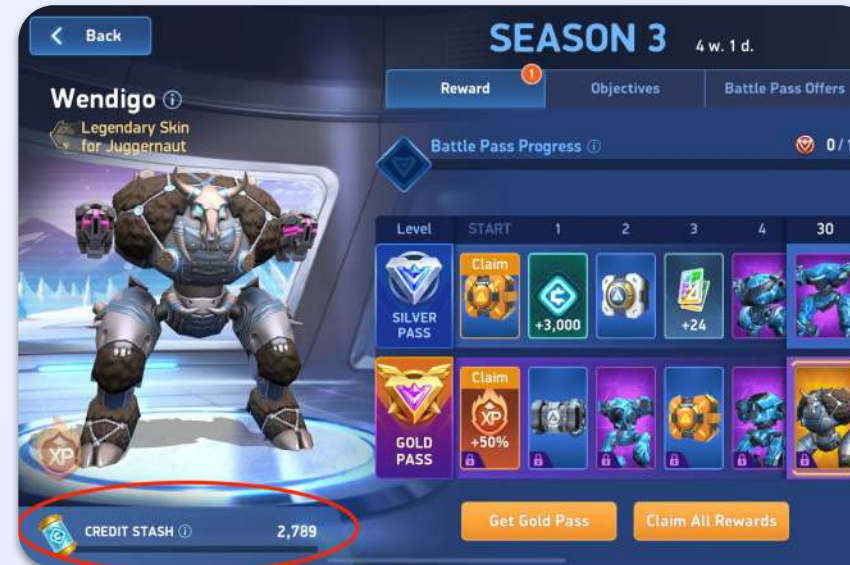 Back
SEASON 3
4 w. 1 d.
Wendigo
Legendary Skin
for Juggernaut
Reward
1
Objectives
Battle Pass Offers
Battle Pass Progress
0 / 1
Level
START
1
2
3
4
30
SILVER
PASS
Claim
+3,000
+24
GOLD
PASS
Claim
XP
+50%
XP
CREDIT STASH
2,789
Get Gold Pass
Claim All Rewards